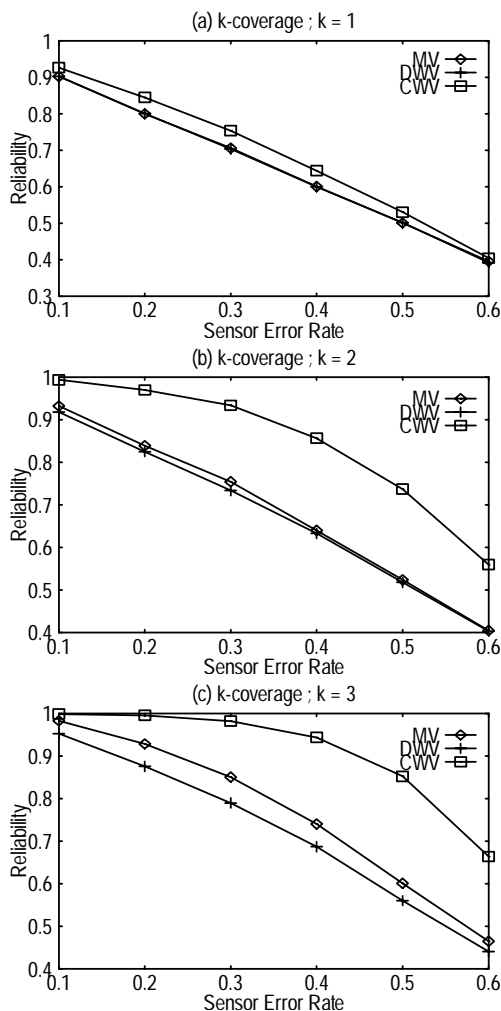 (a) k-coverage ; k = 1
1
0.9
0.8
0.7
0.6
0.5
0.4
0.3
Reliability
MV
DWV
CWV
0.1 0.2 0.3 0.4 0.5 0.6
Sensor Error Rate
(b) k-coverage ; k = 2
1
0.9
0.8
0.7
0.6
0.5
0.4
Reliability
MV
DWV
CWV
0.1 0.2 0.3 0.4 0.5 0.6
Sensor Error Rate
(c) k-coverage ; k = 3
1
0.9
0.8
0.7
0.6
0.5
0.4
Reliability
MV
DWV
CWV
0.1 0.2 0.3 0.4 0.5 0.6
Sensor Error Rate